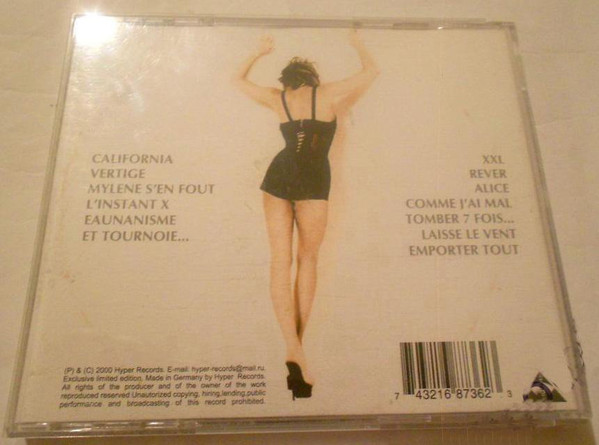 CALIFORNIA
VERTIGE
MYLENE S'EN FOUT
L'INSTANT X
EAUNANISME
ET TOURNOIE...
XXL
REVER
ALICE
COMME J'AI MAL
TOMBER 7 FOIS...
LAISSE LE VENT
EMPORTER TOUT
(P) & (C) 2000 Hyper Records. E-mail: hyper-records@mail.ru.
Exclusive limited edition. Made in Germany by Hyper Records.
All rights of the producer and of the owner of the work
reproduced reserved Unautorized copying, hiring,lending,public
performance and broadcasting of this record prohibited.
7 43216 87362 3